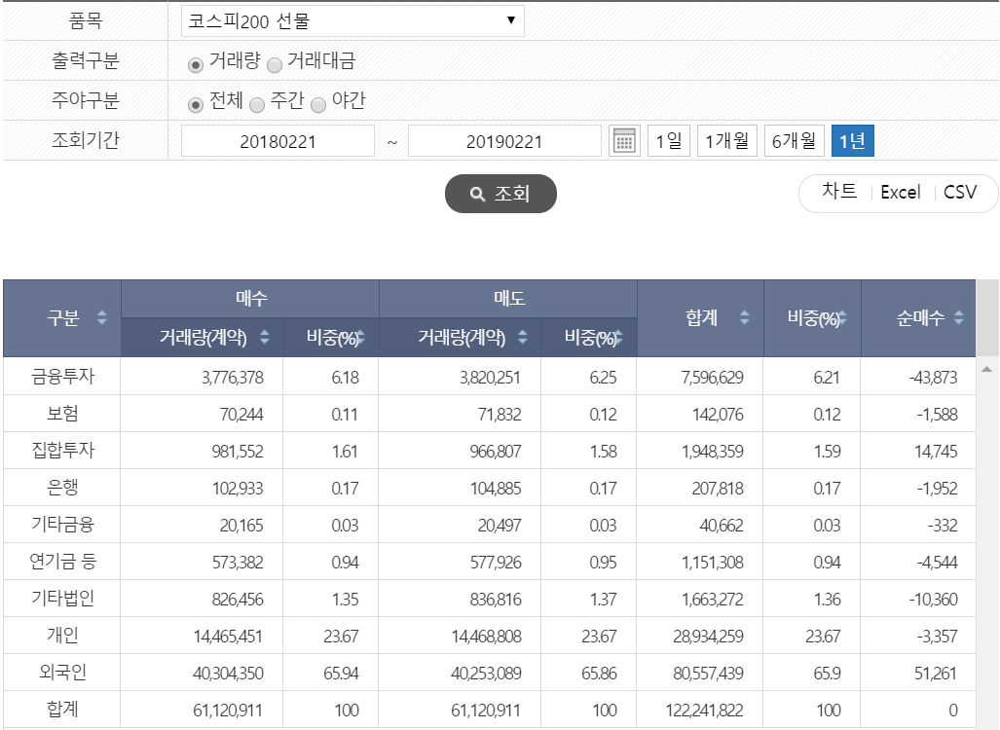 품목 코스피200 선물
출력구분 거래량 거래대금
주야구분 전체 주간 야간
조회기간 20180221 ~ 20190221 1일 1개월 6개월 1년
조회 차트 Excel CSV
매수 매도
구분 합계 비중(%) 순매수
거래량(계약) 비중(%) 거래량(계약) 비중(%)
금융투자 3,776,378 6.18 3,820,251 6.25 7,596,629 6.21 -43,873
보험 70,244 0.11 71,832 0.12 142,076 0.12 -1,588
집합투자 981,552 1.61 966,807 1.58 1,948,359 1.59 14,745
은행 102,933 0.17 104,885 0.17 207,818 0.17 -1,952
기타금융 20,165 0.03 20,497 0.03 40,662 0.03 -332
연기금 등 573,382 0.94 577,926 0.95 1,151,308 0.94 -4,544
기타법인 826,456 1.35 836,816 1.37 1,663,272 1.36 -10,360
개인 14,465,451 23.67 14,468,808 23.67 28,934,259 23.67 -3,357
외국인 40,304,350 65.94 40,253,089 65.86 80,557,439 65.9 51,261
합계 61,120,911 100 61,120,911 100 122,241,822 100 0